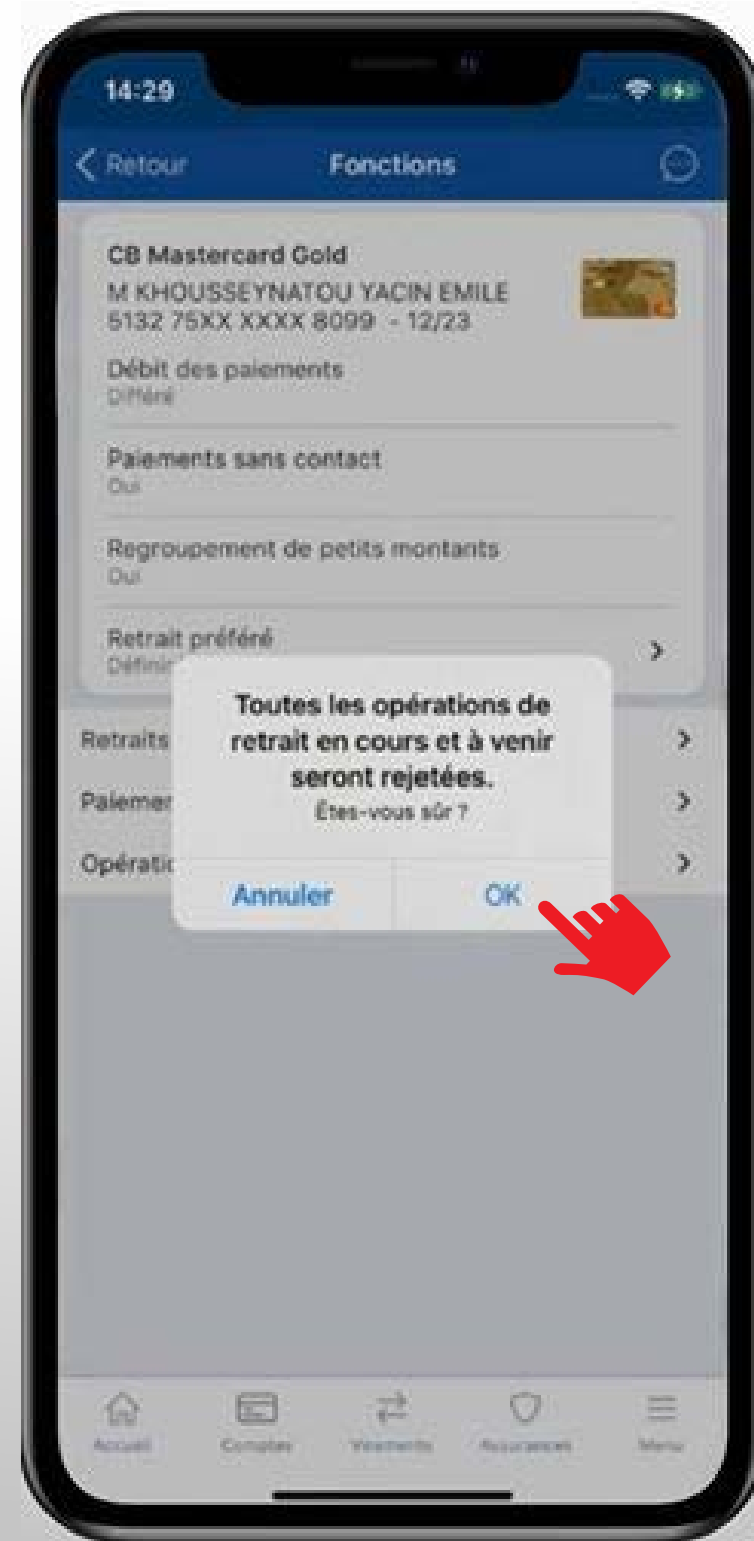 14:29
Retour
Fonctions
CB Mastercard Gold
M KHOUSSEYNATOU YACIN EMILE
5132 75XX XXXX 8099 - 12/23
Débit des paiements
Différé
Paiements sans contact
Oui
Regroupement de petits montants
Oui
Retrait préféré
Définir
Toutes les opérations de
retrait en cours et à venir
seront rejetées.
Êtes-vous sûr ?
Retraits
Paiemen
Opératio
Annuler
OK
Accueil
Comptes
Virements
Assurances
Menu